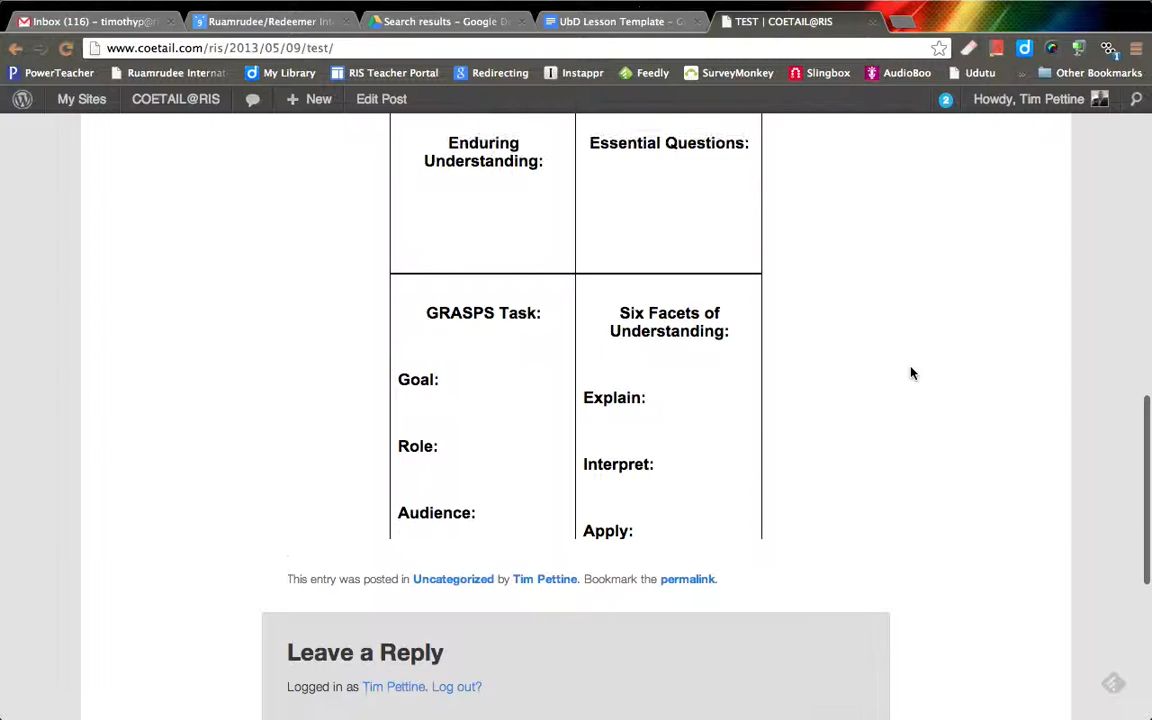 Inbox (116) – timothyp@r
Ruamrudee/Redeemer Inte
Search results – Google D
UbD Lesson Template – G
TEST | COETAIL@RIS
www.coetail.com/ris/2013/05/09/test/
PowerTeacher
Ruamrudee Internat
My Library
RIS Teacher Portal
Redirecting
Instappr
Feedly
SurveyMonkey
Slingbox
AudioBoo
Udutu
Other Bookmarks
My Sites
COETAIL@RIS
New
Edit Post
2
Howdy, Tim Pettine
Enduring
Understanding:
Essential Questions:
GRASPS Task:
Goal:
Role:
Audience:
Six Facets of
Understanding:
Explain:
Interpret:
Apply:
This entry was posted in Uncategorized by Tim Pettine. Bookmark the permalink.
Leave a Reply
Logged in as Tim Pettine. Log out?